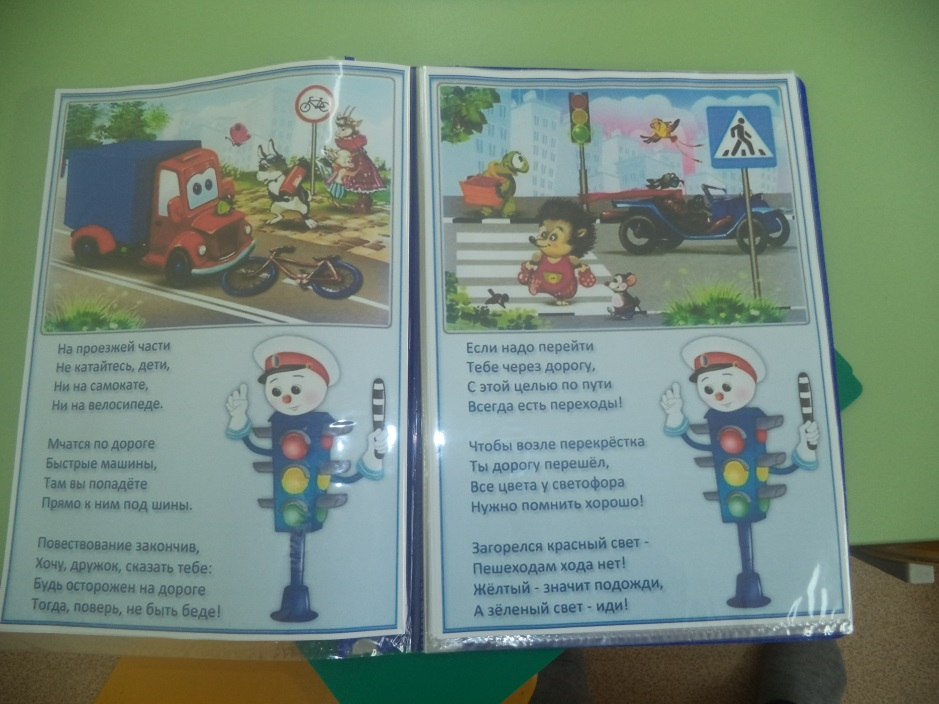 На проезжей части
Не катайтесь, дети,
Ни на самокате,
Ни на велосипеде.
Мчатся по дороге
Быстрые машины,
Там вы попадёте
Прямо к ним под шины.
Повествование закончив,
Хочу, дружок, сказать тебе:
Будь осторожен на дороге
Тогда, поверь, не быть беде!
Если надо перейти
Тебе через дорогу,
С этой целью по пути
Всегда есть переходы!
Чтобы возле перекрёстка
Ты дорогу перешёл,
Все цвета у светофора
Нужно помнить хорошо!
Загорелся красный свет -
Пешеходам хода нет!
Жёлтый - значит подожди,
А зёленый свет - иди!